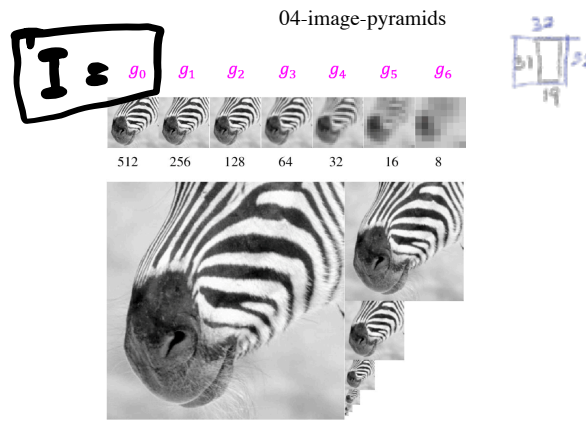 04-image-pyramids
I = g₀ g₁ g₂ g₃ g₄ g₅ g₆
512 256 128 64 32 16 8
32
31
19